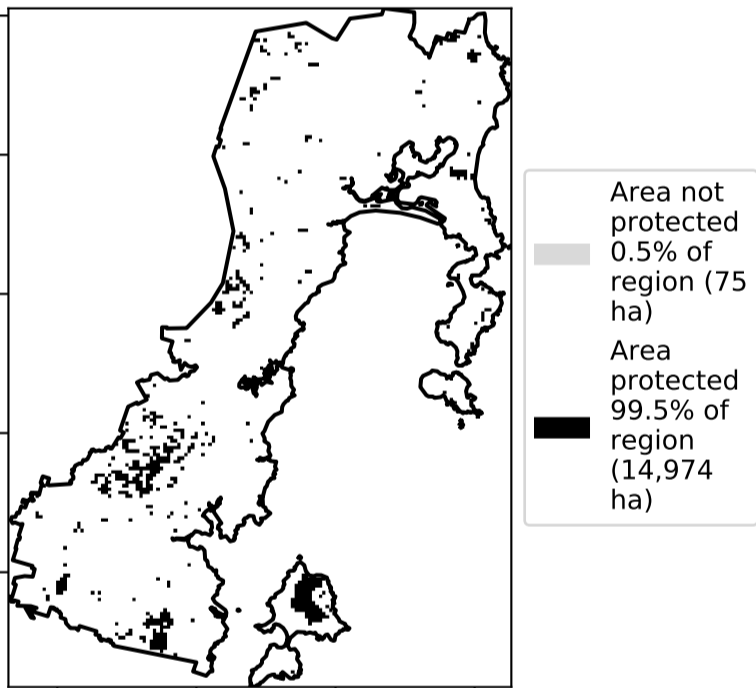 Area not
protected
0.5% of
region (75
ha)
Area
protected
99.5% of
region
(14,974
ha)